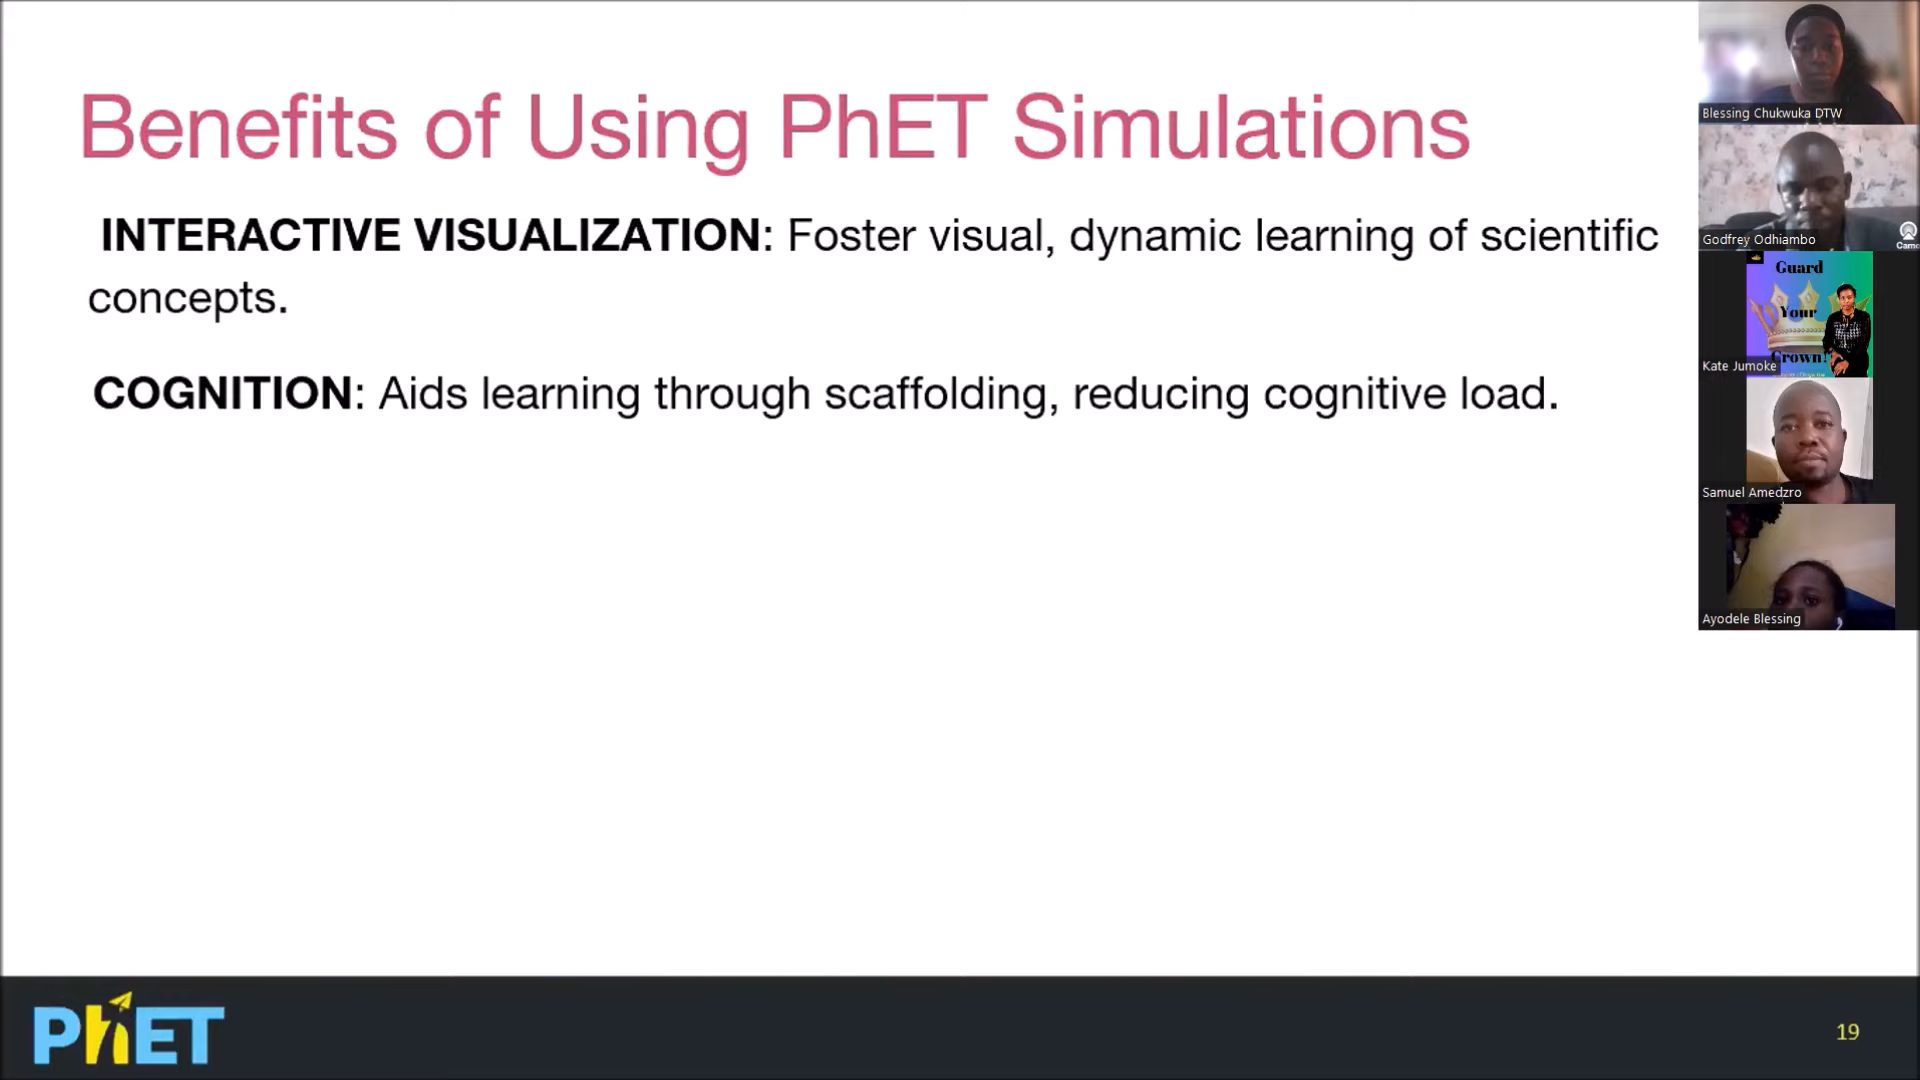 Benefits of Using PhET Simulations
INTERACTIVE VISUALIZATION: Foster visual, dynamic learning of scientific
concepts.
COGNITION: Aids learning through scaffolding, reducing cognitive load.
Blessing Chukwuka DTW
Godfrey Odhiambo
Camo
Guard
Your
Crown!
Kate Jumoke
Samuel Amedzro
Ayodele Blessing
PhET
19